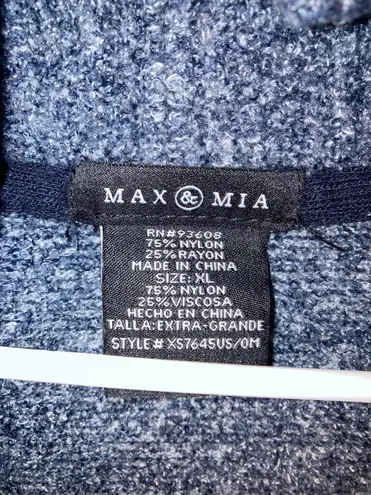 MAX & MIA
RN#93608
75% NYLON
25% RAYON
MADE IN CHINA
SIZE: XL
75% NYLON
25% VISCOSA
HECHO EN CHINA
TALLA: EXTRA-GRANDE
STYLE# XS7645US/OM